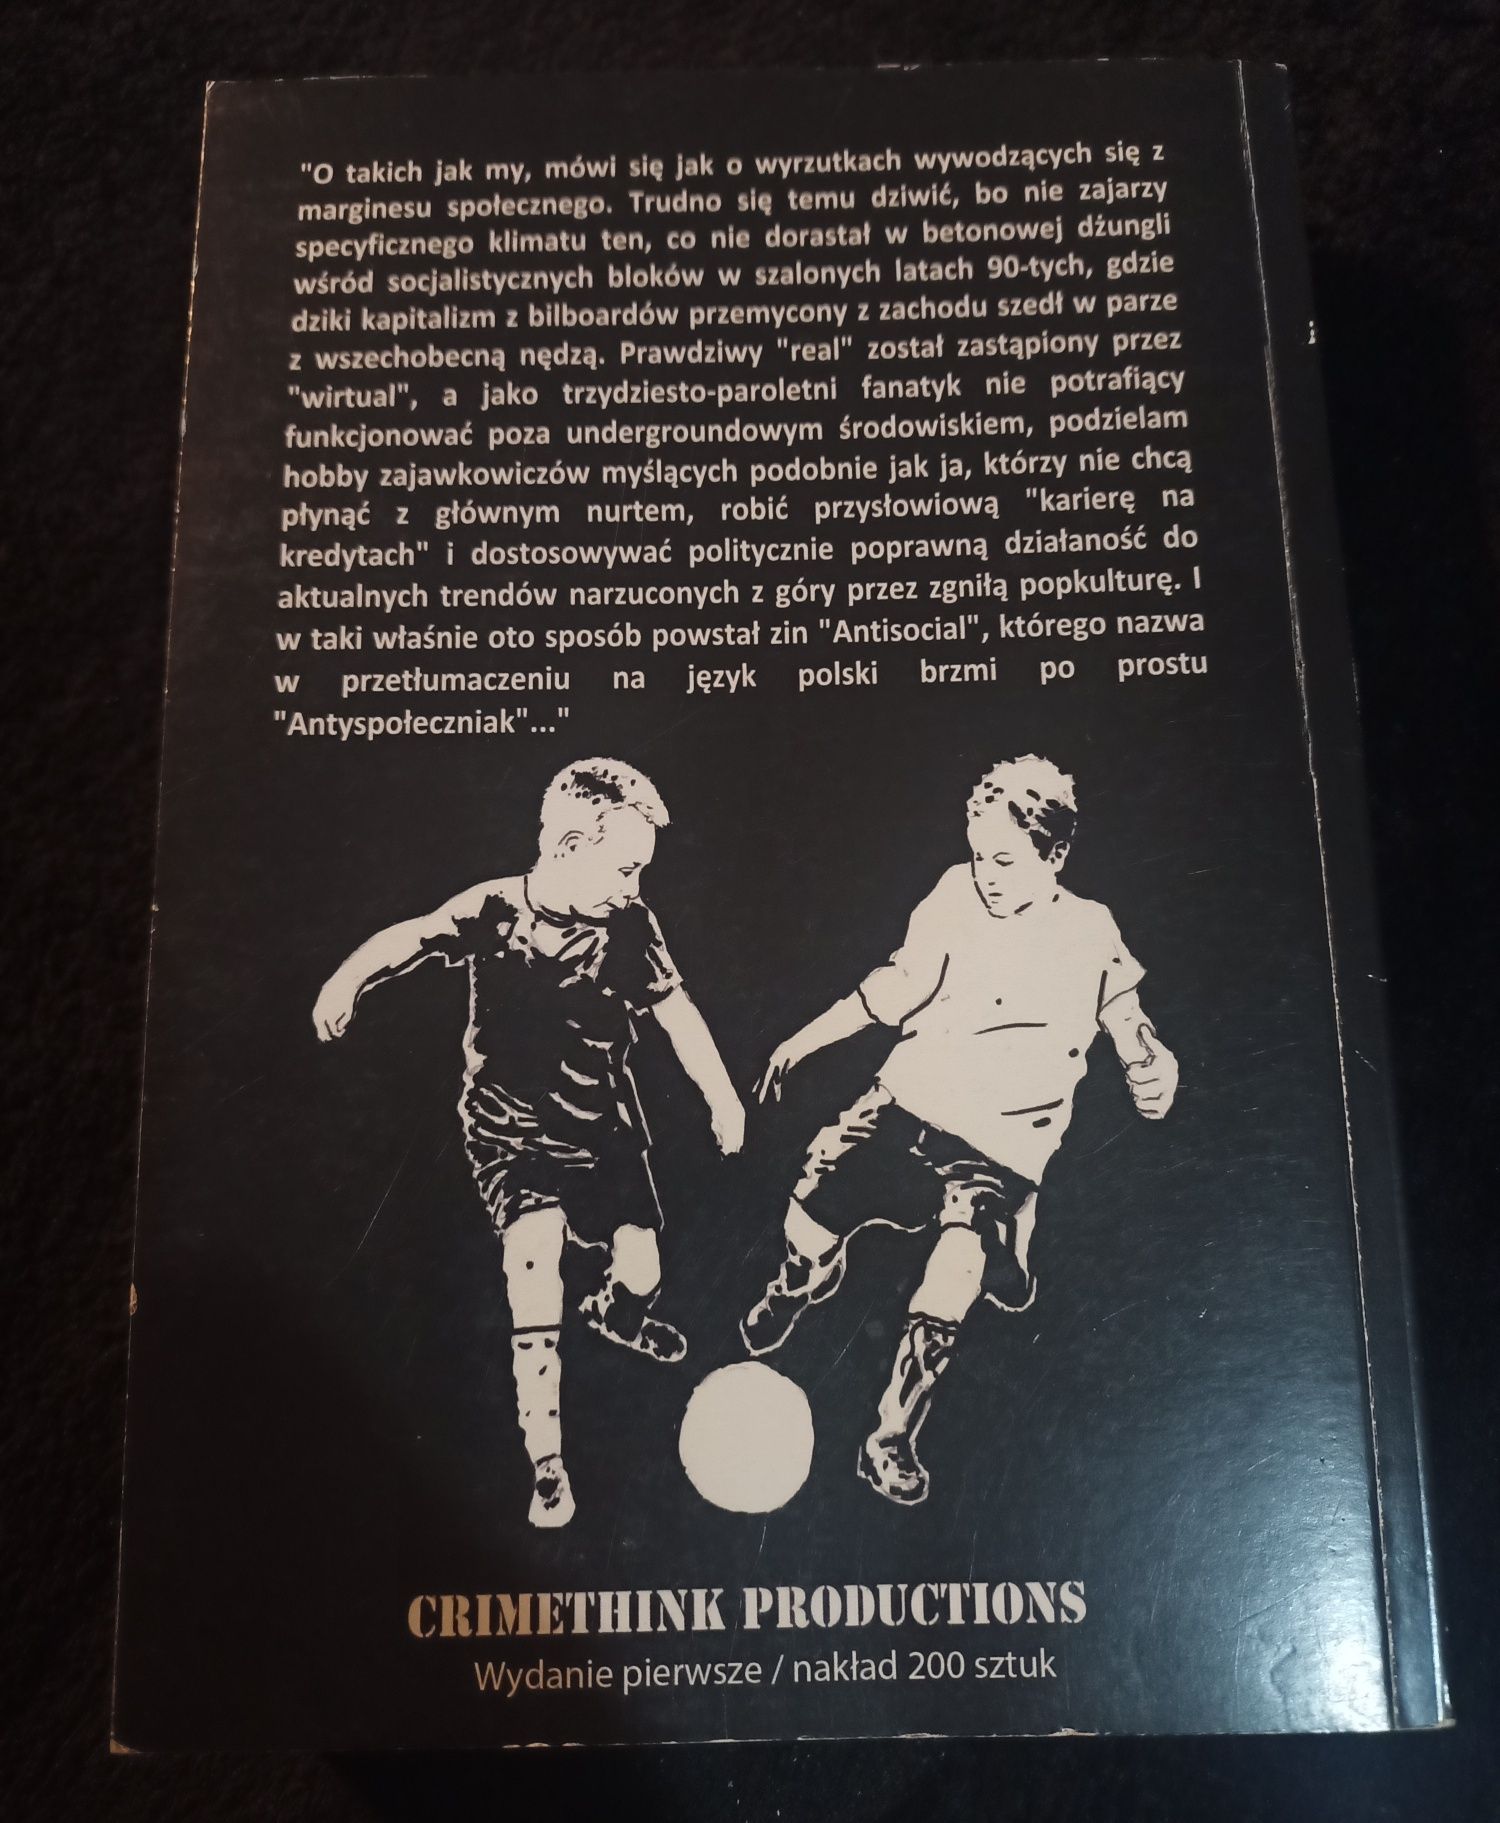 "O takich jak my, mówi się jak o wyrzutkach wywodzących się z
marginesu społecznego. Trudno się temu dziwić, bo nie zajarzy
specyficznego klimatu ten, co nie dorastał w betonowej dżungli
wśród socjalistycznych bloków w szalonych latach 90-tych, gdzie
dziki kapitalizm z bilboardów przemycony z zachodu szedł w parze
z wszechobecną nędzą. Prawdziwy "real" został zastąpiony przez
"wirtual", a jako trzydziesto-paroletni fanatyk nie potrafiący
funkcjonować poza undergroundowym środowiskiem, podzielam
hobby zajawkowiczów myślących podobnie jak ja, którzy nie chcą
płynąć z głównym nurtem, robić przysłowiową "karierę na
kredytach" i dostosowywać politycznie poprawną działaność do
aktualnych trendów narzuconych z góry przez zgniłą popkulturę. I
w taki właśnie oto sposób powstał zin "Antisocial", którego nazwa
w przetłumaczeniu na język polski brzmi po prostu
"Antyspołeczniak"..."
CRIMETHINK PRODUCTIONS
Wydanie pierwsze / nakład 200 sztuk